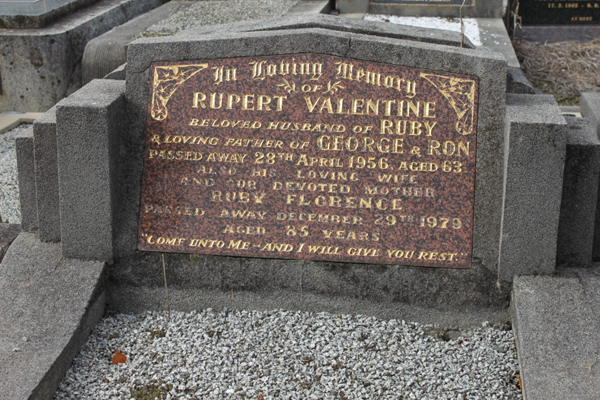 In Loving Memory
of
RUPERT VALENTINE
BELOVED HUSBAND OF RUBY
& LOVING FATHER OF GEORGE & RON
PASSED AWAY 28TH APRIL 1956. AGED 63
ALSO HIS LOVING WIFE
AND OUR DEVOTED MOTHER
RUBY FLORENCE
PASSED AWAY DECEMBER 29TH 1979
AGED 85 YEARS
"COME UNTO ME - AND I WILL GIVE YOU REST."